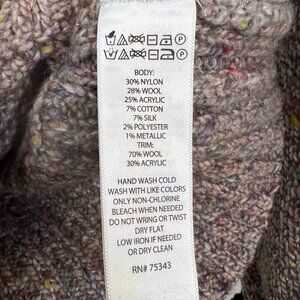 BODY:
30% NYLON
28% WOOL
25% ACRYLIC
7% COTTON
7% SILK
2% POLYESTER
1% METALLIC
TRIM:
70% WOOL
30% ACRYLIC
HAND WASH COLD
WASH WITH LIKE COLORS
ONLY NON-CHLORINE
BLEACH WHEN NEEDED
DO NOT WRING OR TWIST
DRY FLAT
LOW IRON IF NEEDED
OR DRY CLEAN
RN# 75343